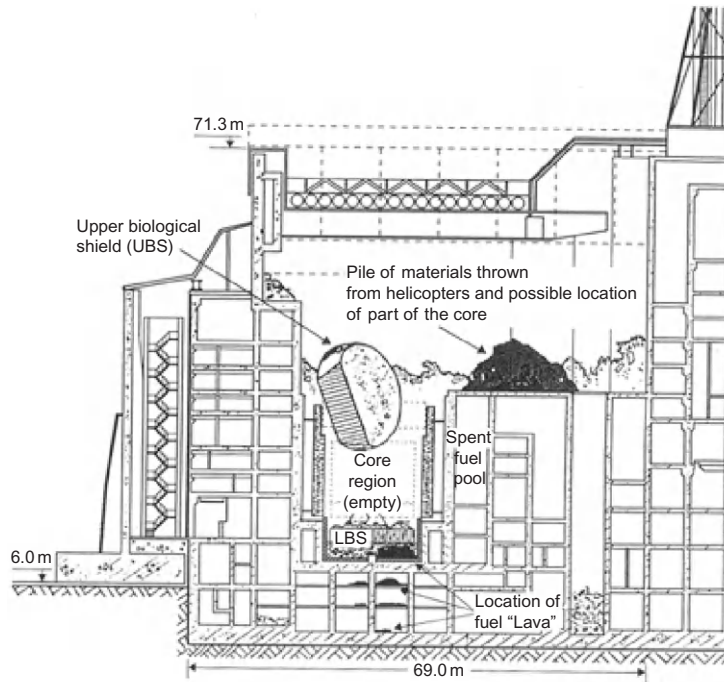 71.3 m
Upper biological
shield (UBS)
Pile of materials thrown
from helicopters and possible location
of part of the core
Spent
fuel
pool
Core
region
(empty)
LBS
6.0 m
Location of
fuel “Lava”
69.0 m